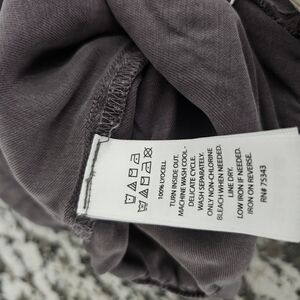 100% LYOCELL
TURN INSIDE OUT.
MACHINE WASH COOL -
DELICATE CYCLE.
WASH SEPARATELY.
ONLY NON-CHLORINE
BLEACH WHEN NEEDED.
LINE DRY.
LOW IRON IF NEEDED.
IRON ON REVERSE.
RN# 75343